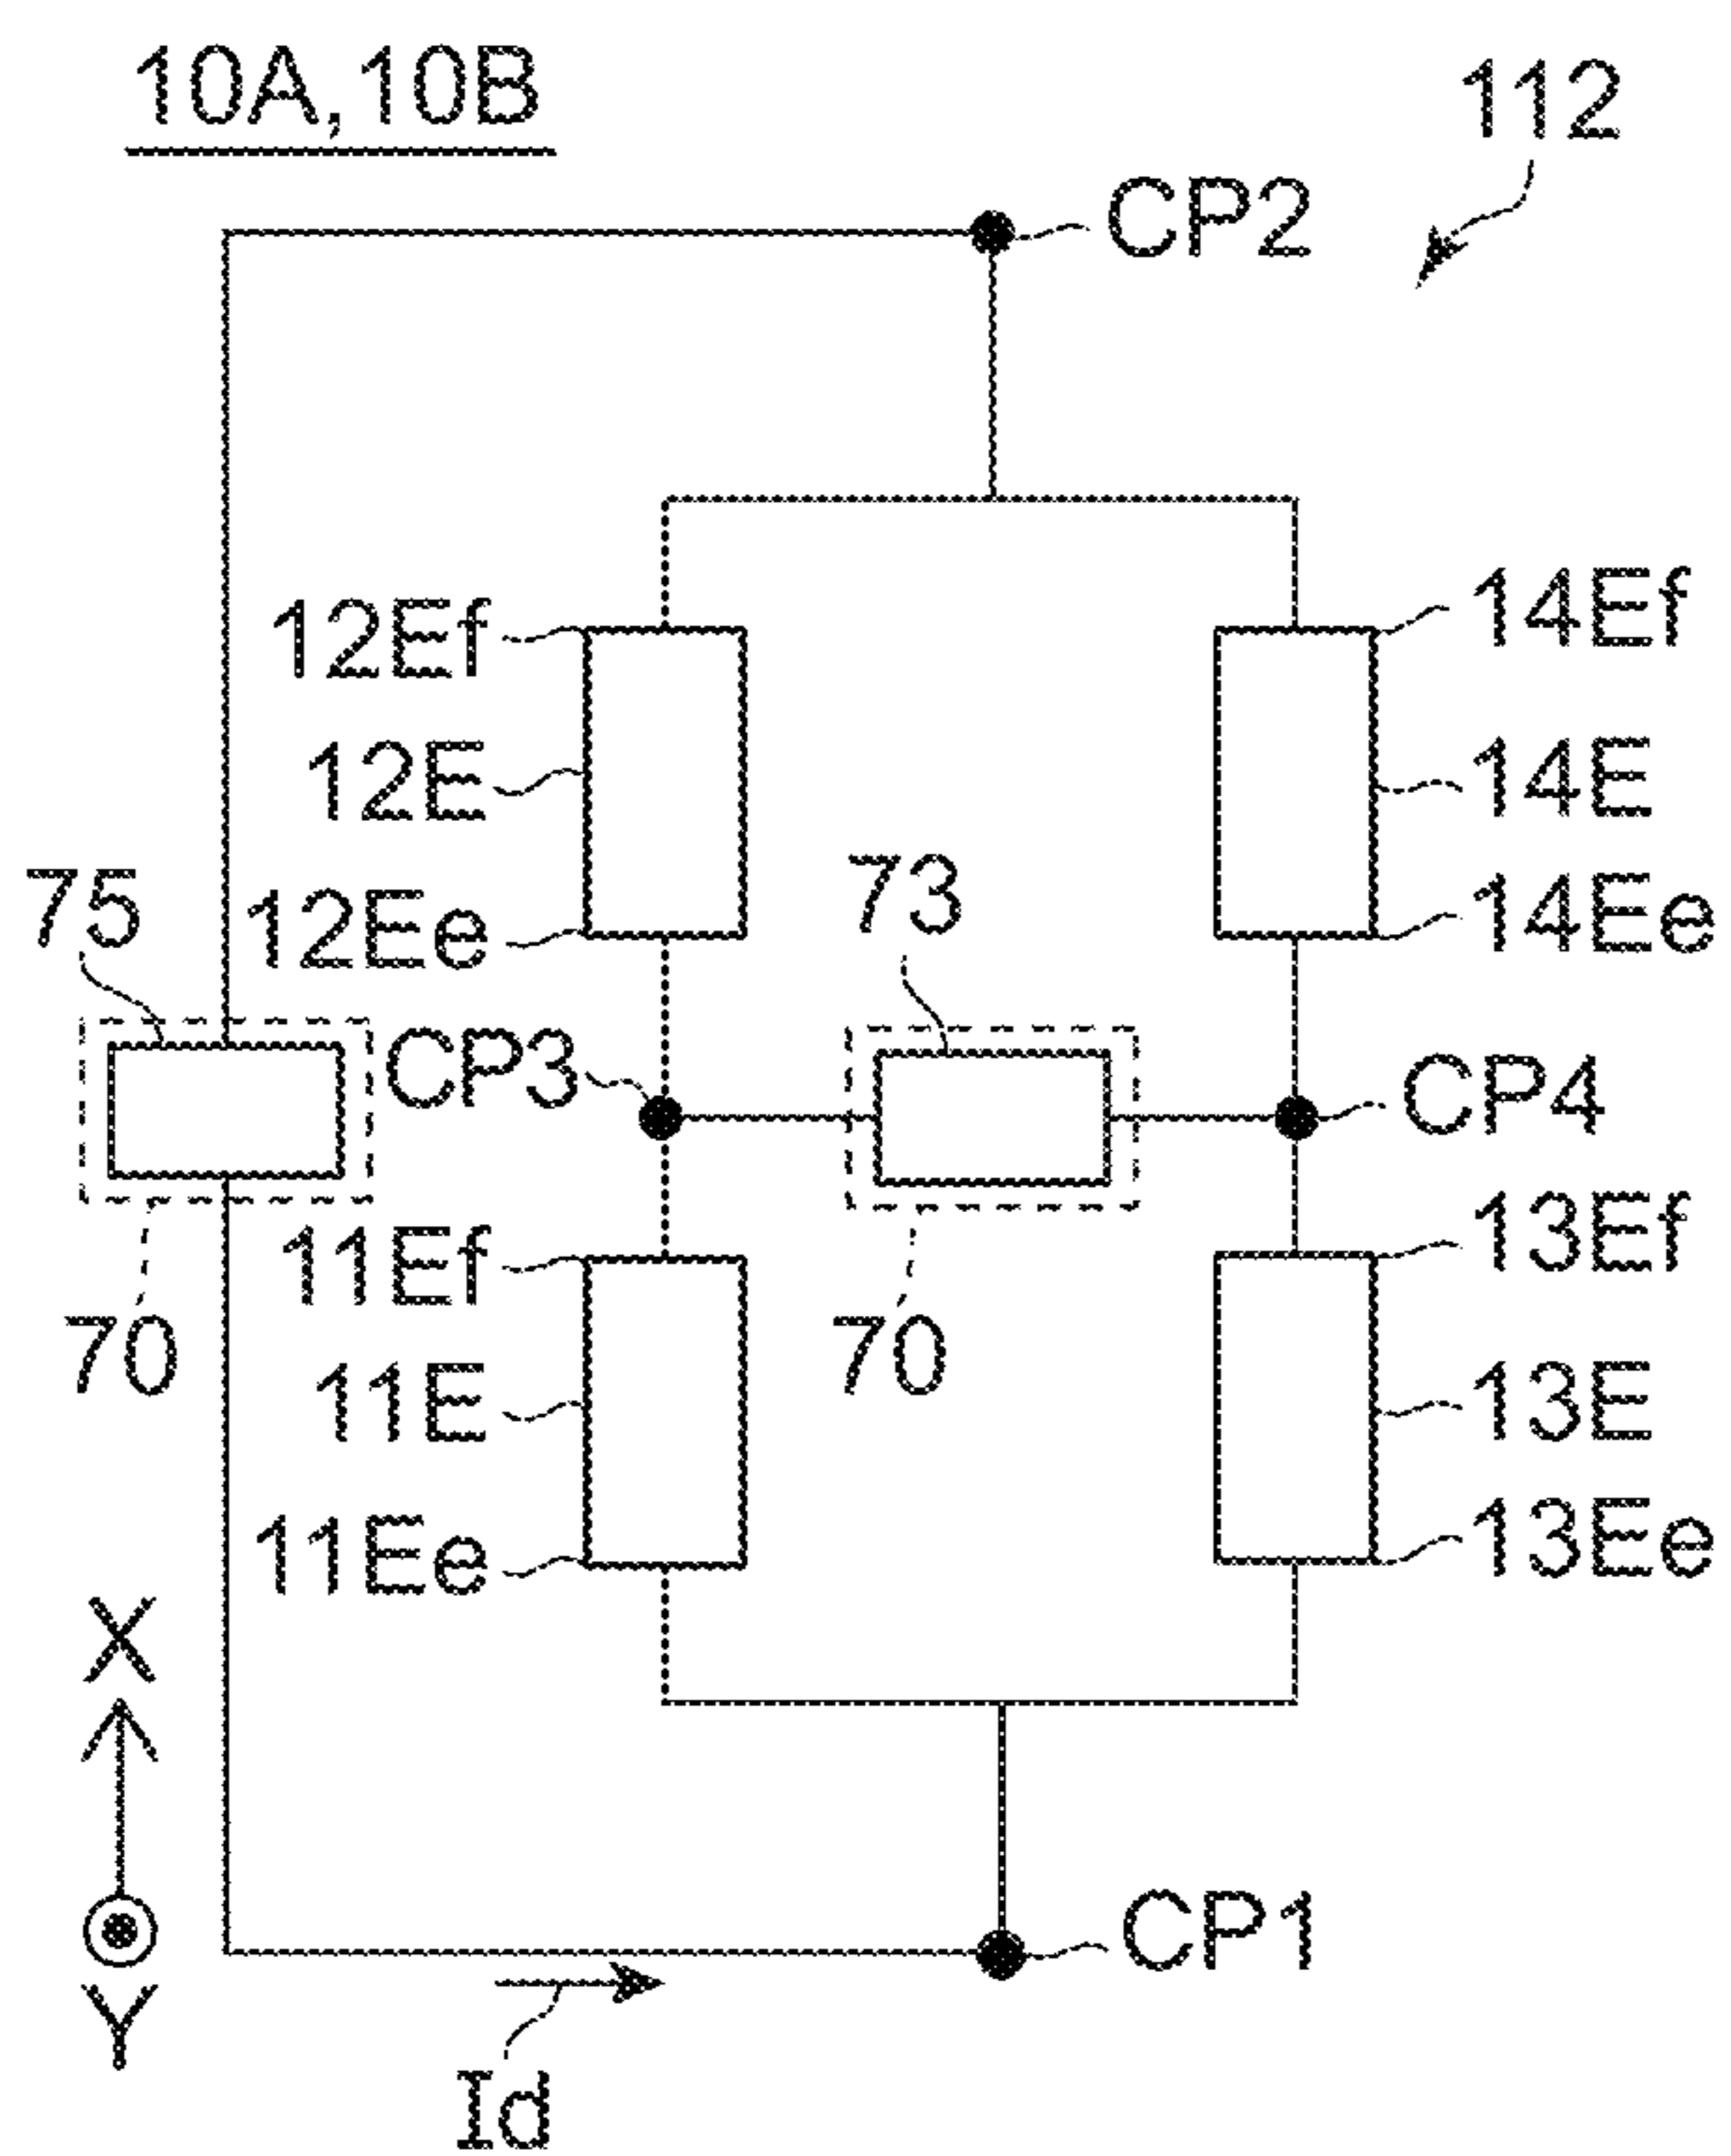 10A,10B
112
CP2
12Ef
14Ef
12E
14E
75
12Ee
73
14Ee
CP3
CP4
11Ef
13Ef
70
70
11E
13E
11Ee
13Ee
X
CP1
Y
Id